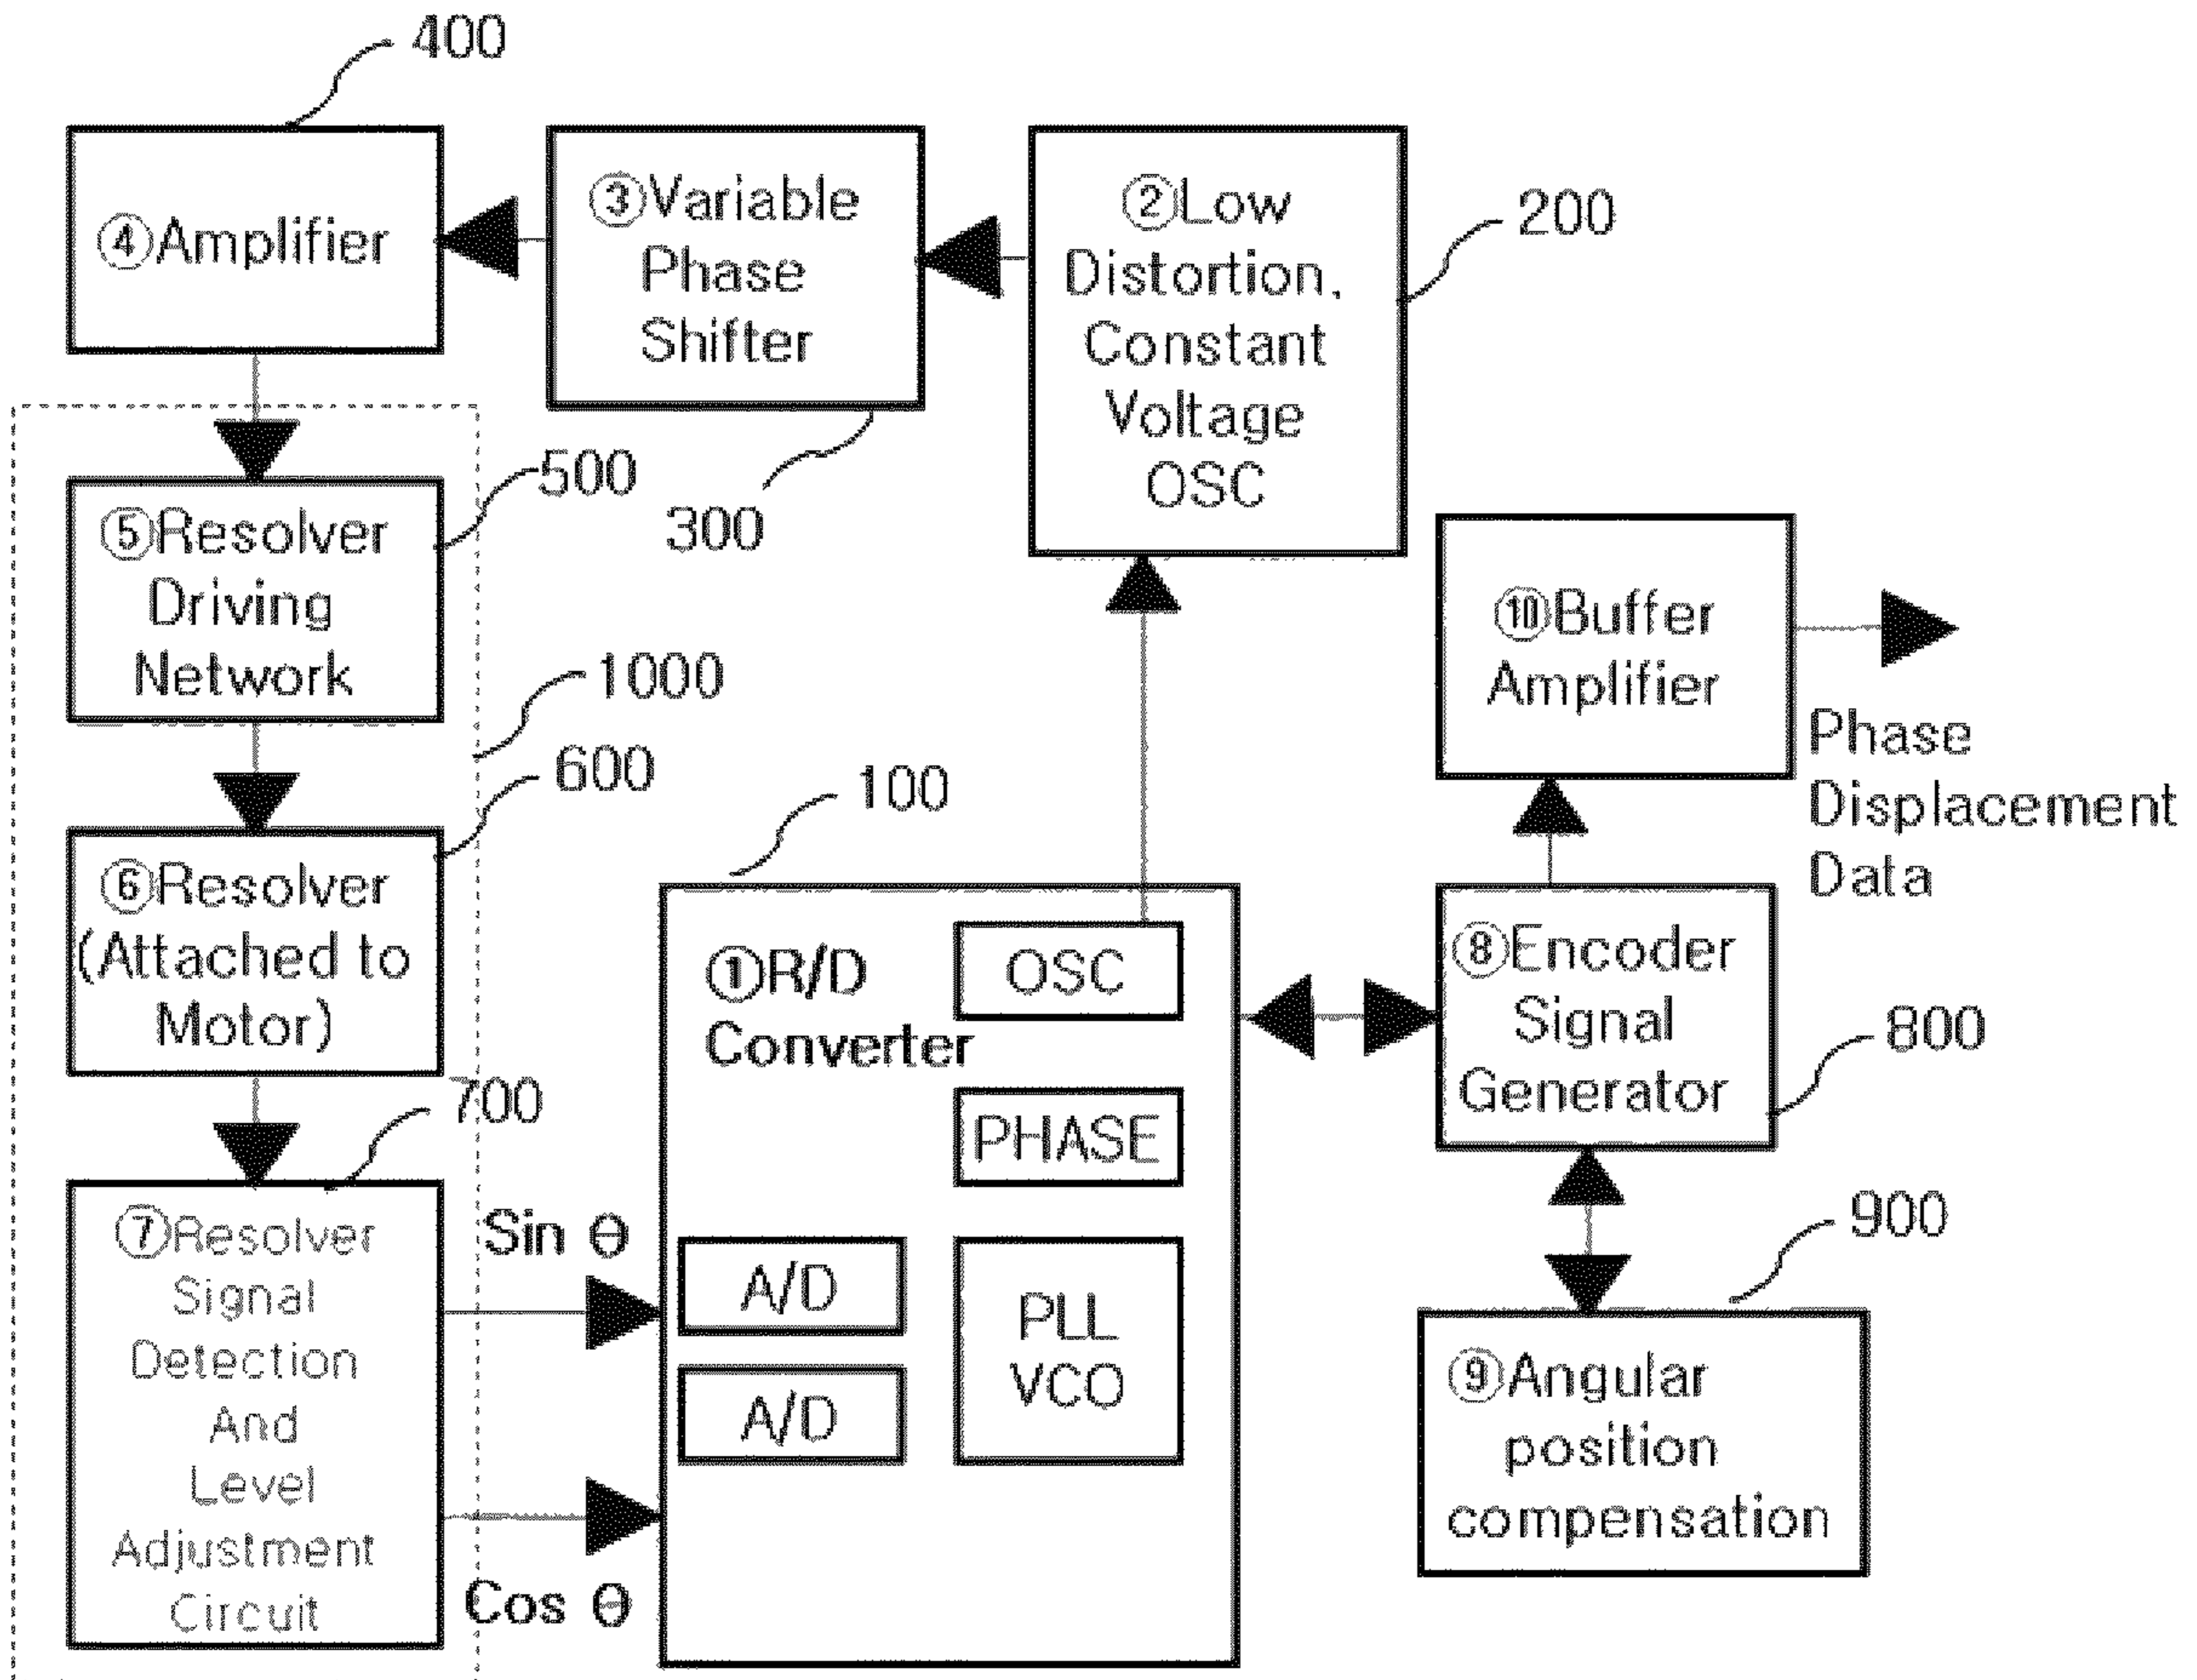 400
④Amplifier
③Variable
Phase
Shifter
②Low
Distortion,
Constant
Voltage
OSC
200
300
⑤Resolver
Driving
Network
500
1000
⑥Resolver
(Attached to
Motor)
600
⑦Resolver
Signal
Detection
And
Level
Adjustment
Circuit
700
Sin θ
Cos θ
100
①R/D
Converter
OSC
PHASE
A/D
A/D
PLL
VCO
⑩Buffer
Amplifier
Phase
Displacement
Data
⑧Encoder
Signal
Generator
800
900
⑨Angular
position
compensation